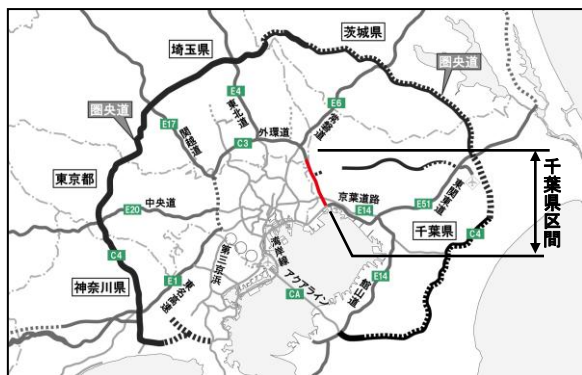 茨城県
埼玉県
圏央道
圏央道
E4
東北道
E6
常磐道
E17
関越道
C3
外環道
東京都
E20
中央道
京葉道路
E14
E51
東関東道
千葉県区間
千葉県
C4
C4
第三京浜
湾岸線
アクアライン
E14
館山道
神奈川県
E1
東名高速
CA